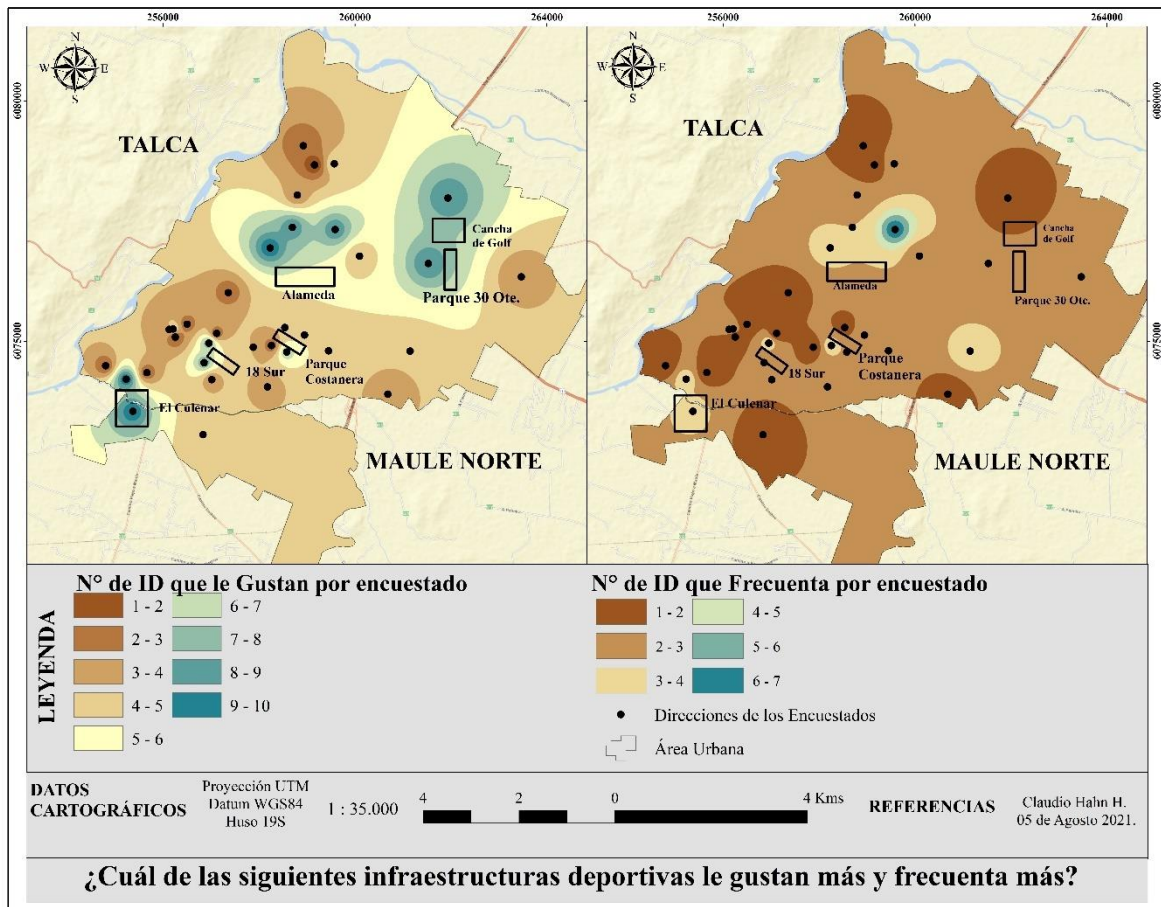 256000 260000 264000 256000 260000 264000
6080000 6080000
6075000 6075000
N
W E
S
TALCA
Cancha
de Golf
Alameda
Parque 30 Ote.
18 Sur
Parque
Costanera
El Culenar
MAULE NORTE
N
W E
S
TALCA
Cancha
de Golf
Alameda
Parque 30 Ote.
18 Sur
Parque
Costanera
El Culenar
MAULE NORTE
LEYENDA
N° de ID que le Gustan por encuestado
1 - 2
2 - 3
3 - 4
4 - 5
5 - 6
6 - 7
7 - 8
8 - 9
9 - 10
N° de ID que Frecuenta por encuestado
1 - 2
2 - 3
3 - 4
4 - 5
5 - 6
6 - 7
Direcciones de los Encuestados
Área Urbana
DATOS
CARTOGRÁFICOS
Proyección UTM
Datum WGS84
Huso 19S
1 : 35.000
4 2 0 4 Kms
REFERENCIAS
Claudio Hahn H.
05 de Agosto 2021.
¿Cuál de las siguientes infraestructuras deportivas le gustan más y frecuenta más?